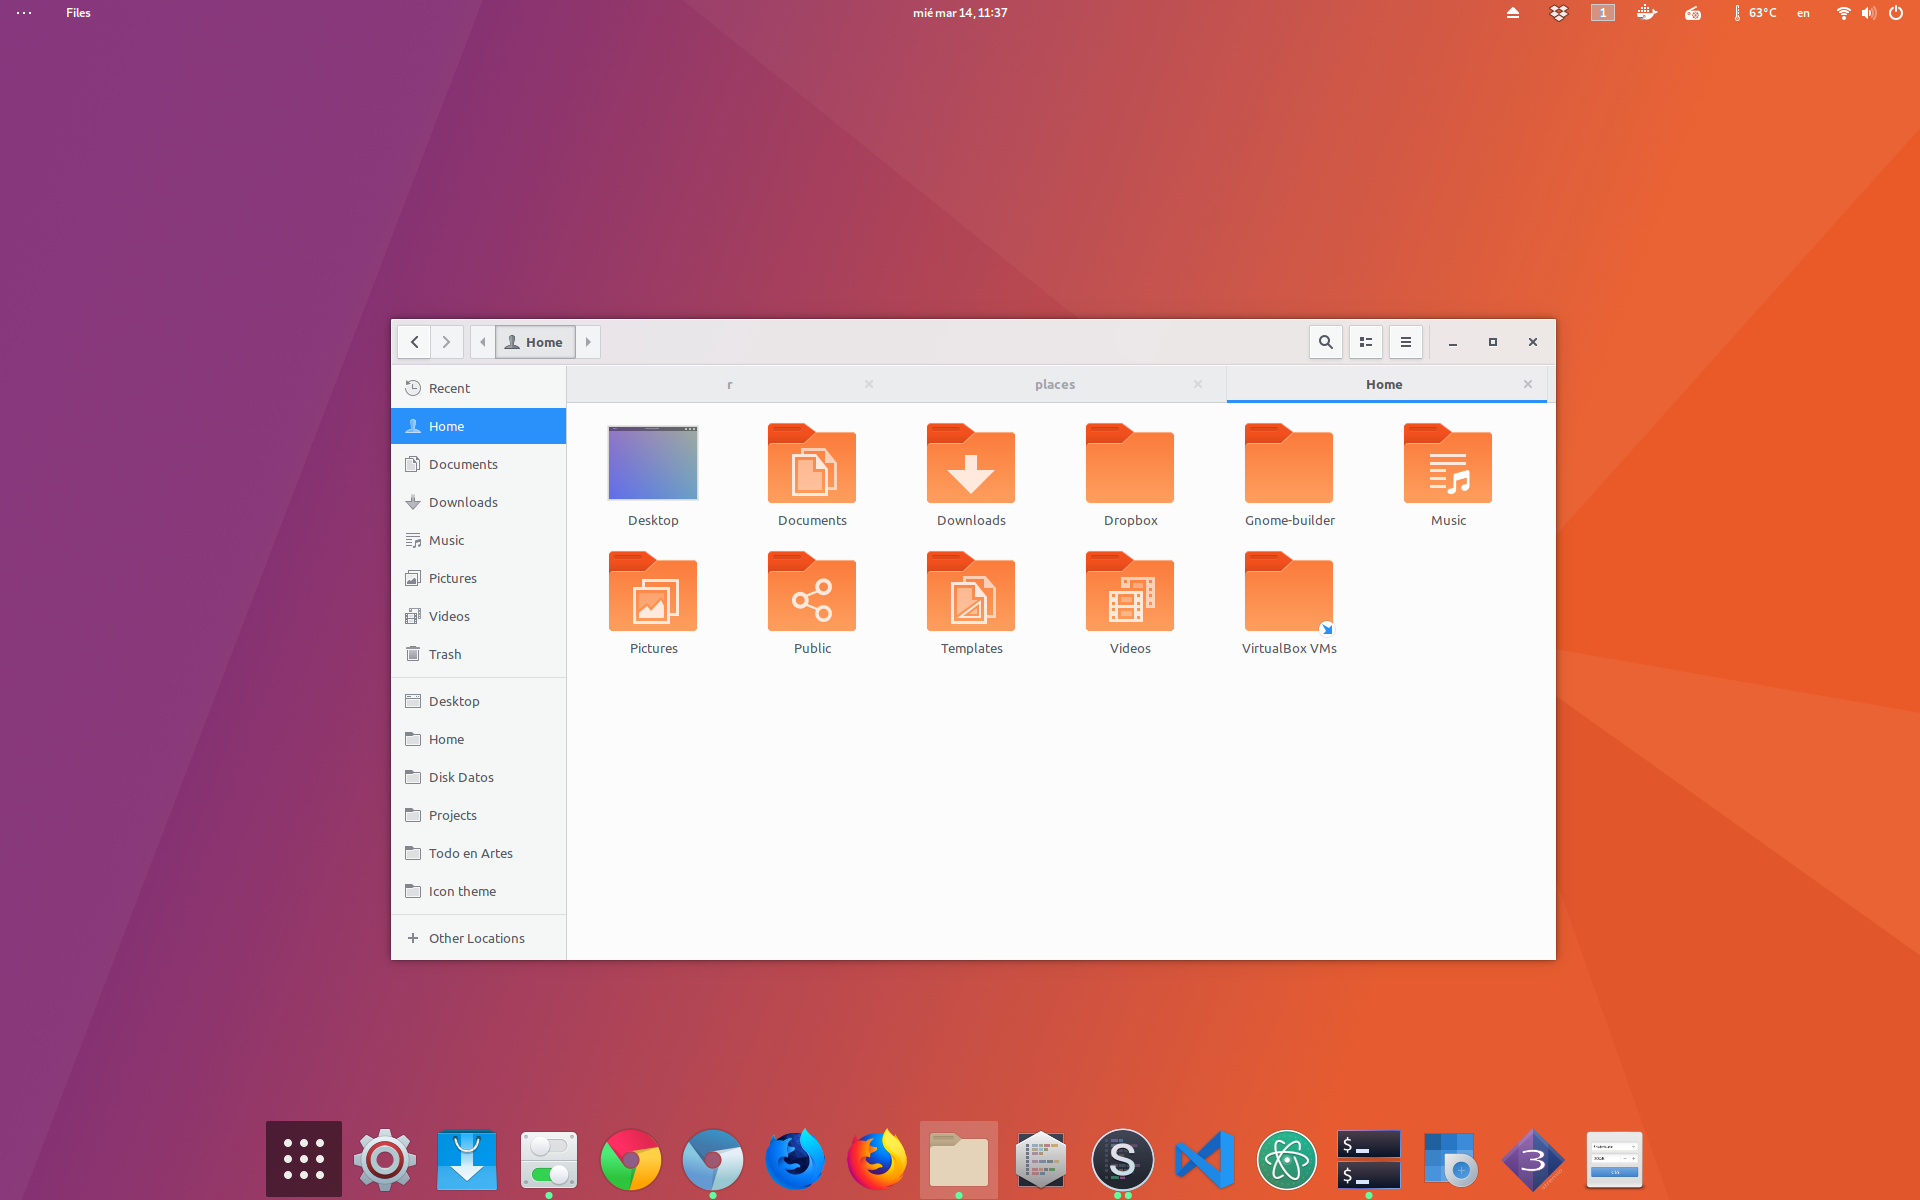 Files
mié mar 14, 11:37
1
63°C
en
Home
r
places
Home
Recent
Home
Documents
Downloads
Music
Pictures
Videos
Trash
Desktop
Home
Disk Datos
Projects
Todo en Artes
Icon theme
Other Locations
Desktop
Documents
Downloads
Dropbox
Gnome-builder
Music
Pictures
Public
Templates
Videos
VirtualBox VMs
S
$
$
3